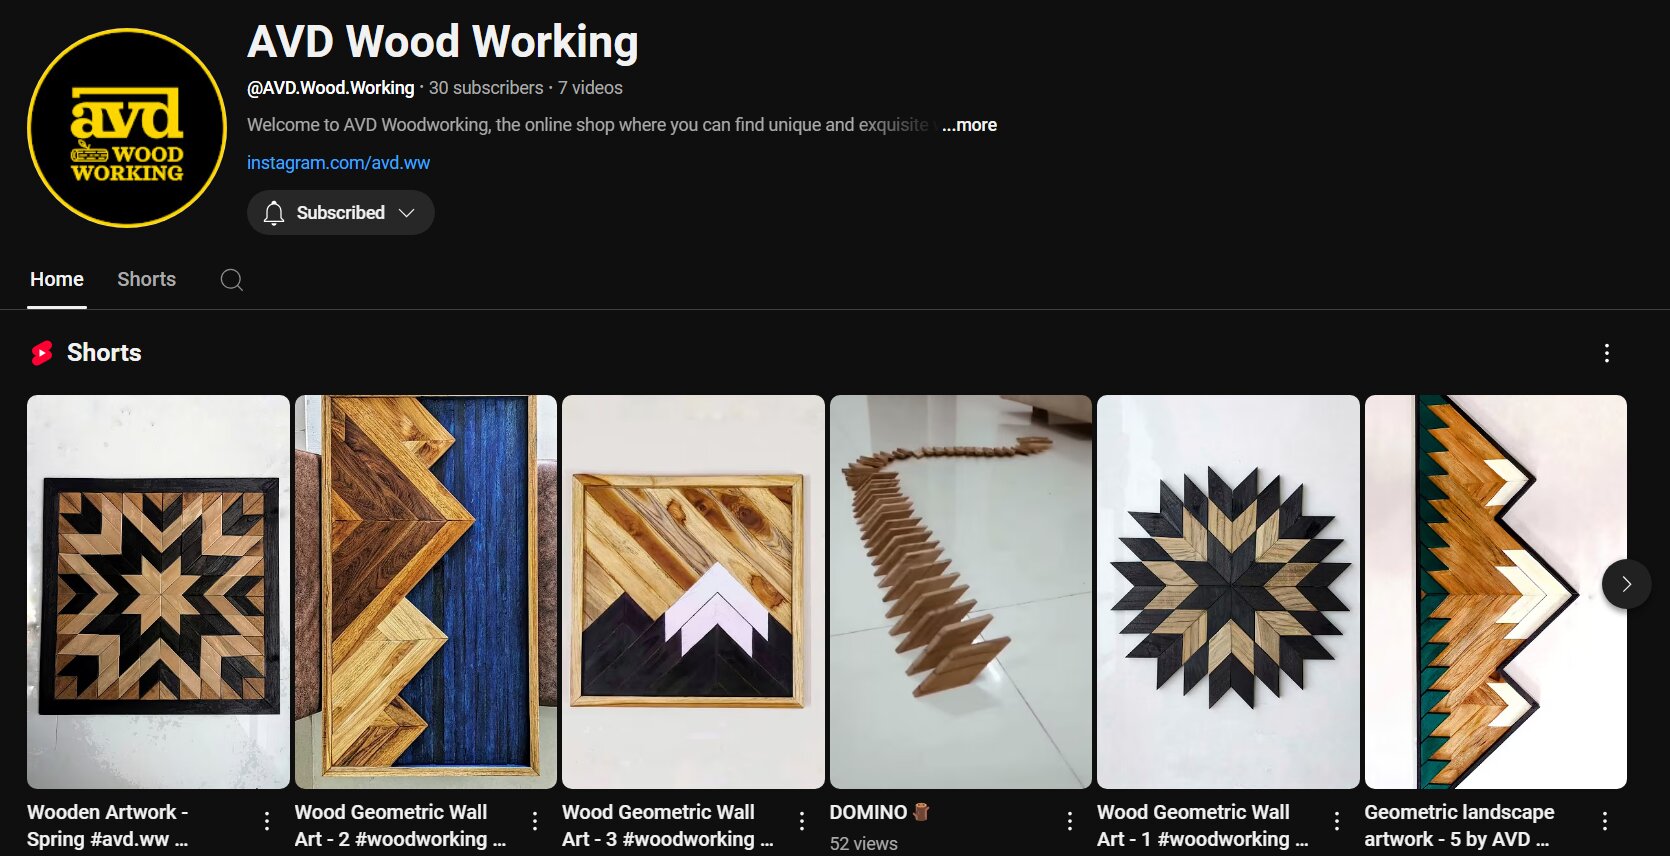 avd
WOOD
WORKING
AVD Wood Working
@AVD.Wood.Working · 30 subscribers · 7 videos
Welcome to AVD Woodworking, the online shop where you can find unique and exquisite ...more
instagram.com/avd.ww
Subscribed
Home Shorts
Shorts
Wooden Artwork -
Spring #avd.ww ...
Wood Geometric Wall
Art - 2 #woodworking ...
Wood Geometric Wall
Art - 3 #woodworking ...
DOMINO 🪵
52 views
Wood Geometric Wall
Art - 1 #woodworking ...
Geometric landscape
artwork - 5 by AVD ...